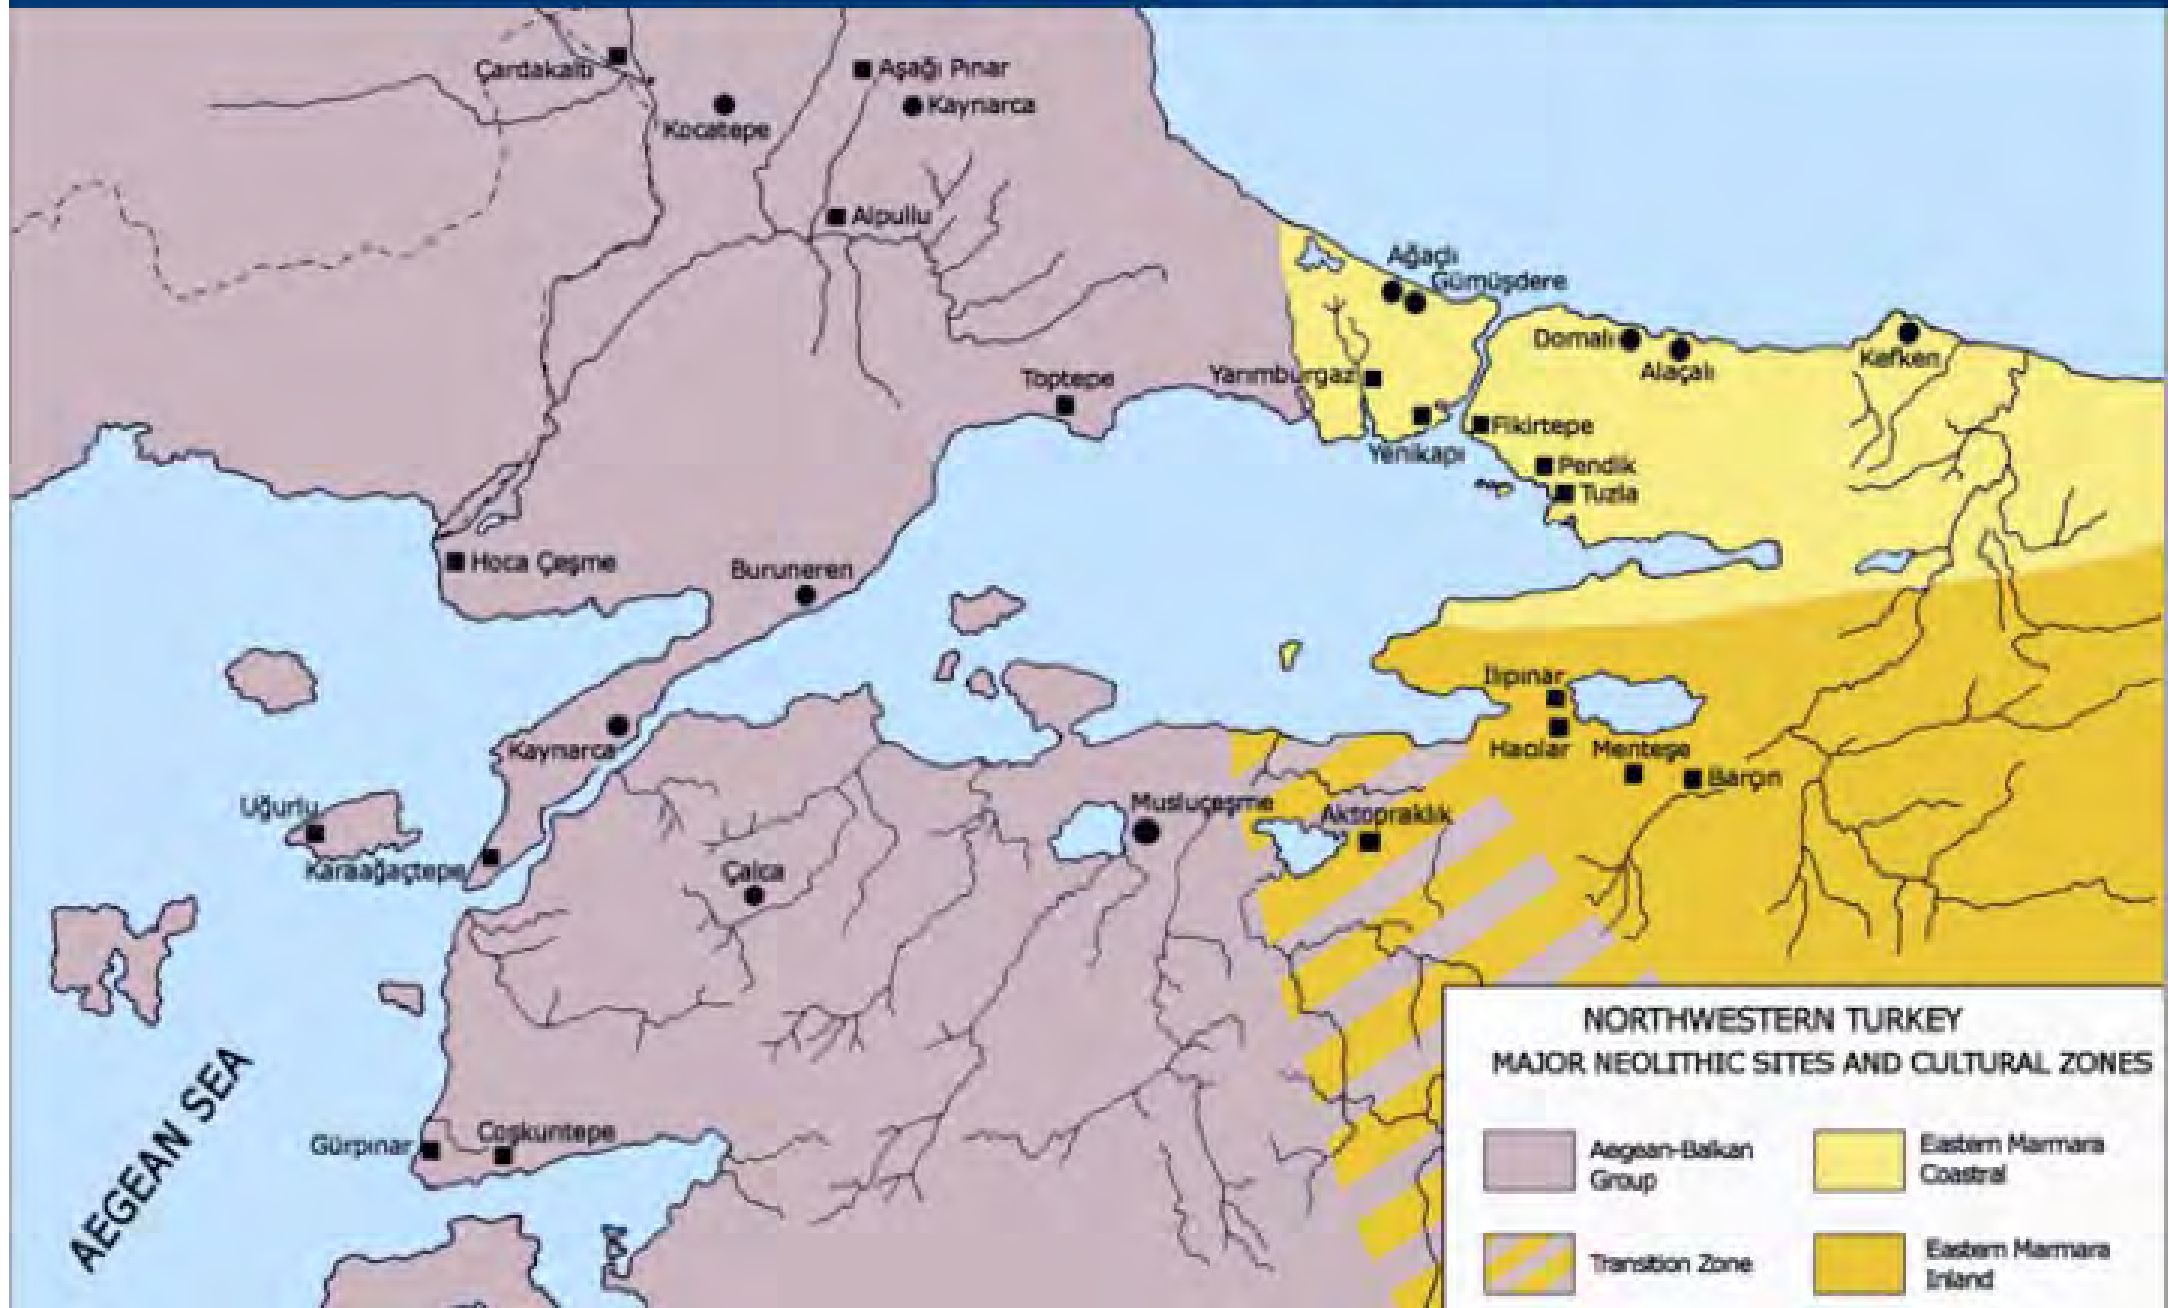 Çardakaltı
Aşağı Pınar
Kaynarca
Kocatepe
Alpullu
Ağaçlı
Gümüşdere
Domalı
Alaçalı
Kefken
Toptepe
Yarımburgaz
Fikirtepe
Yenikapı
Pendik
Tuzla
Hoca Çeşme
Buruneren
Ilıpınar
Kaynarca
Hacılar
Menteşe
Barçın
Uğurlu
Musluçeşme
Aktopraklık
Karaağaçtepe
Çalca
AEGEAN SEA
Gürpınar
Coşkuntepe
NORTHWESTERN TURKEY
MAJOR NEOLITHIC SITES AND CULTURAL ZONES
Aegean-Balkan
Group
Eastern Marmara
Coastral
Transition Zone
Eastern Marmara
Inland